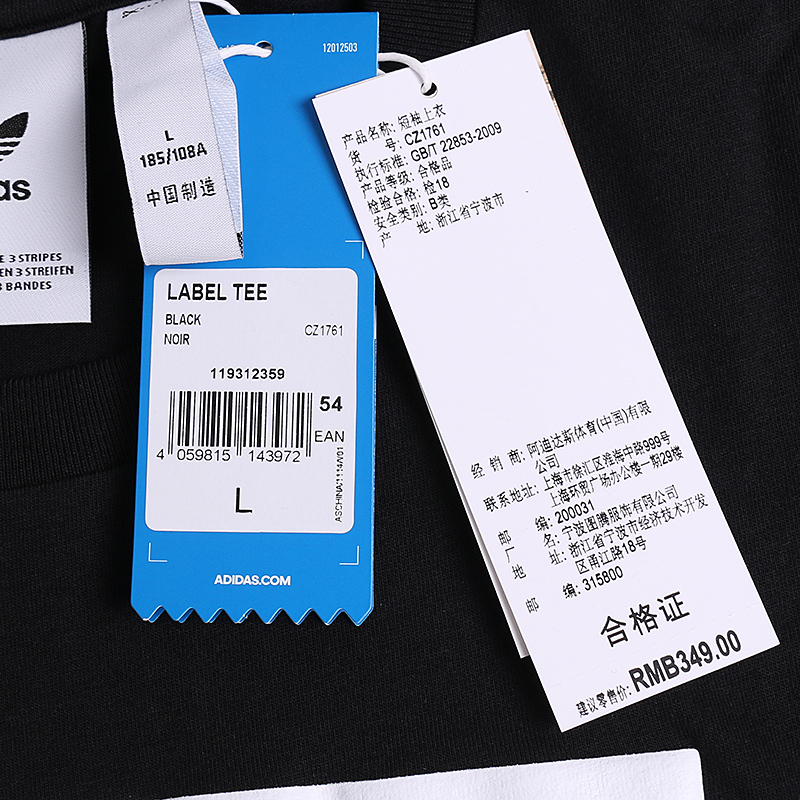 das
E 3 STRIPES
EN 3 STREIFEN
3 BANDES
L
185/108A
中国制造
12012503
LABEL TEE
BLACK
NOIR
CZ1761
119312359
54
EAN
4 059815 143972
ASCHINA/1114/V01
L
ADIDAS.COM
产品名称: 短袖上衣
货 号: CZ1761
执行标准: GB/T 22853-2009
产品等级: 合格品
检验合格: 检18
安全类别: B类
产 地: 浙江省宁波市
经 销 商: 阿迪达斯体育(中国)有限
公司
联系地址: 上海市徐汇区淮海中路999号
上海环贸广场办公楼一期29楼
邮 编: 200031
厂 名: 宁波图腾服饰有限公司
地 址: 浙江省宁波市经济技术开发
区甬江路18号
邮 编: 315800
合格证
建议零售价: RMB349.00